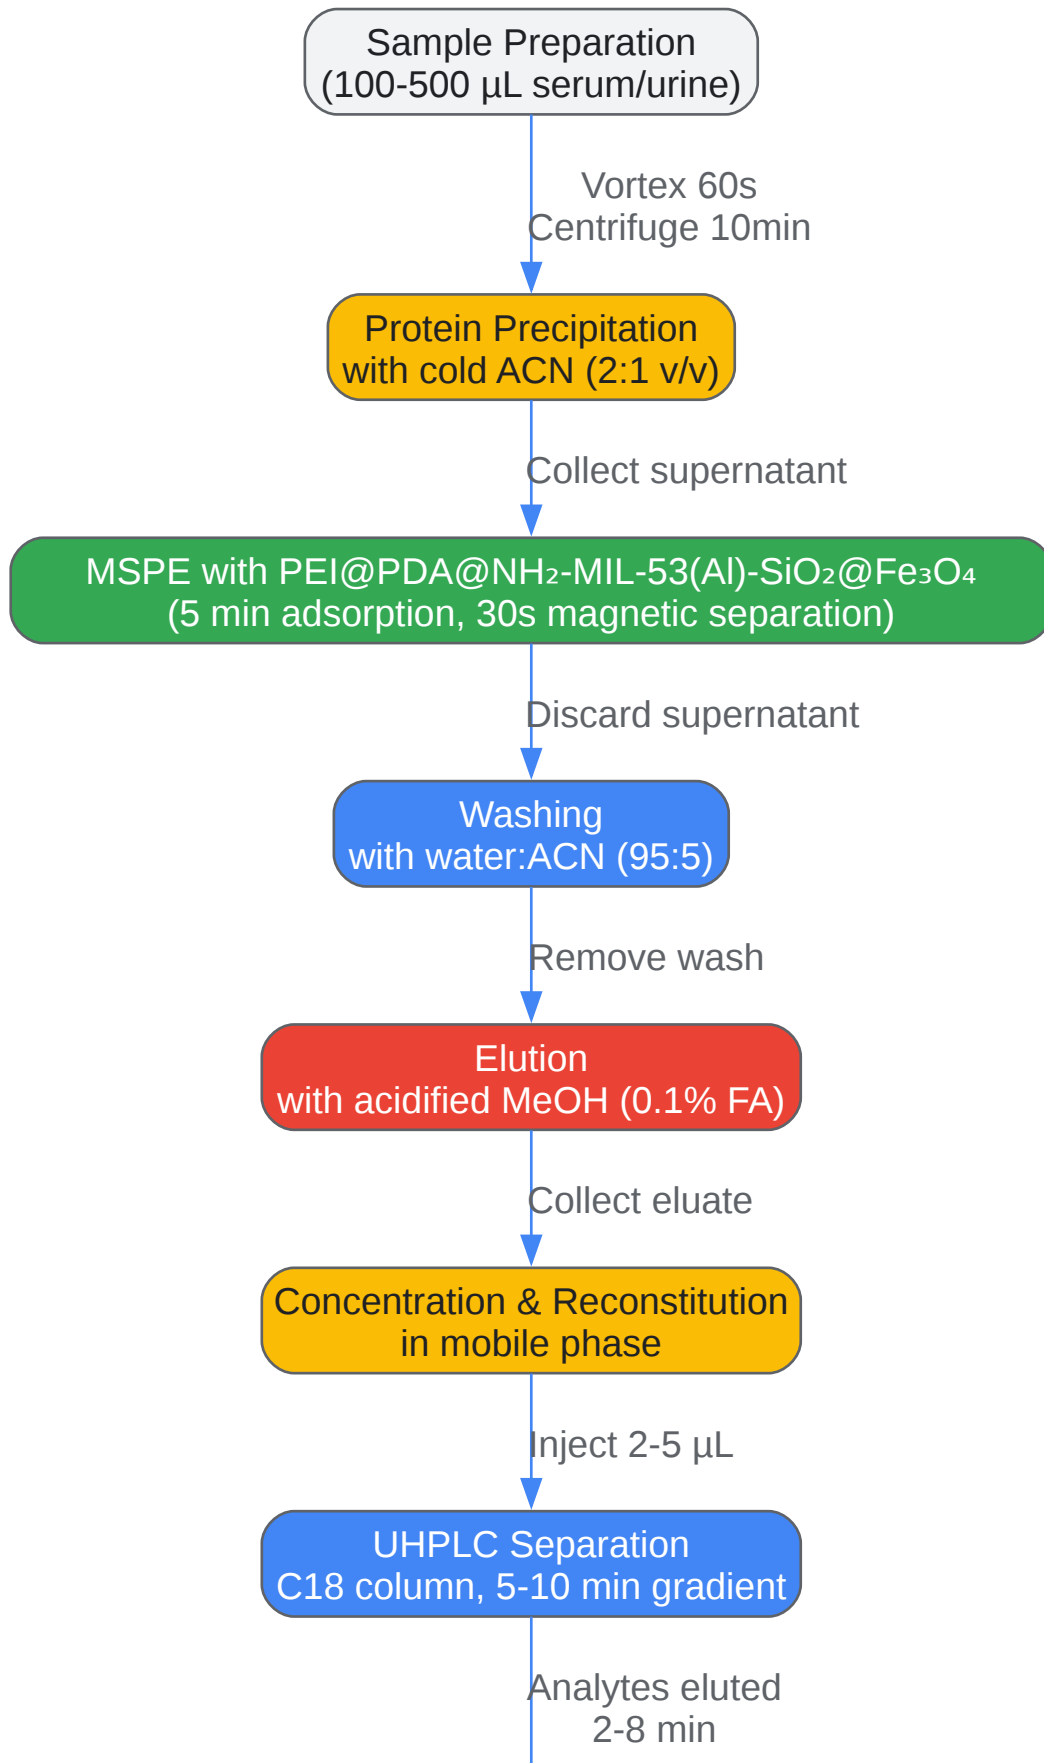 Sample Preparation
(100-500 µL serum/urine)
Vortex 60s
Centrifuge 10min
Protein Precipitation
with cold ACN (2:1 v/v)
Collect supernatant
MSPE with PEI@PDA@NH₂-MIL-53(Al)-SiO₂@Fe₃O₄
(5 min adsorption, 30s magnetic separation)
Discard supernatant
Washing
with water:ACN (95:5)
Remove wash
Elution
with acidified MeOH (0.1% FA)
Collect eluate
Concentration & Reconstitution
in mobile phase
Inject 2-5 µL
UHPLC Separation
C18 column, 5-10 min gradient
Analytes eluted
2-8 min